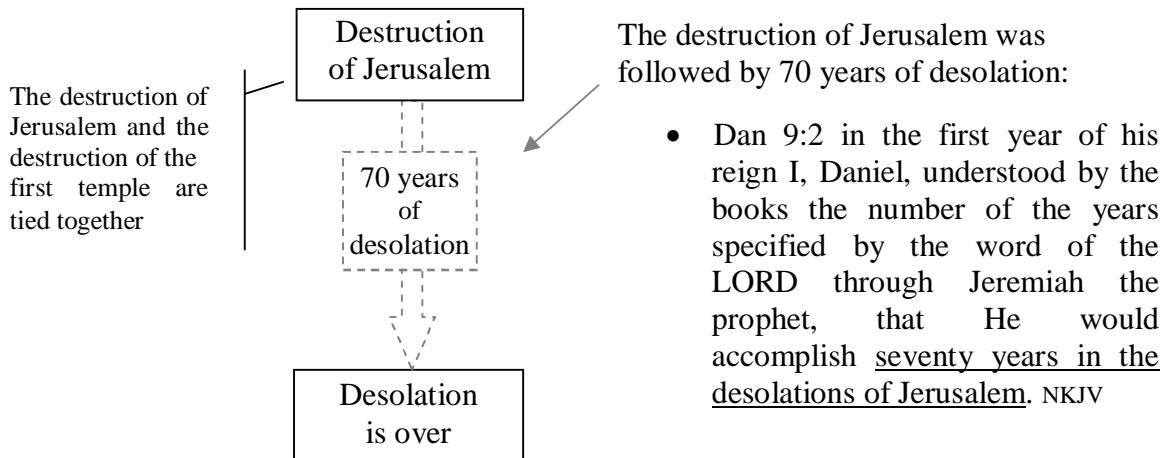 Destruction
of Jerusalem
The destruction of
Jerusalem and the
destruction of the
first temple are
tied together
70 years
of
desolation
Desolation
is over
The destruction of Jerusalem was
followed by 70 years of desolation:
• Dan 9:2 in the first year of his
reign I, Daniel, understood by the
books the number of the years
specified by the word of the
LORD through Jeremiah the
prophet, that He would
accomplish seventy years in the
desolations of Jerusalem. NKJV